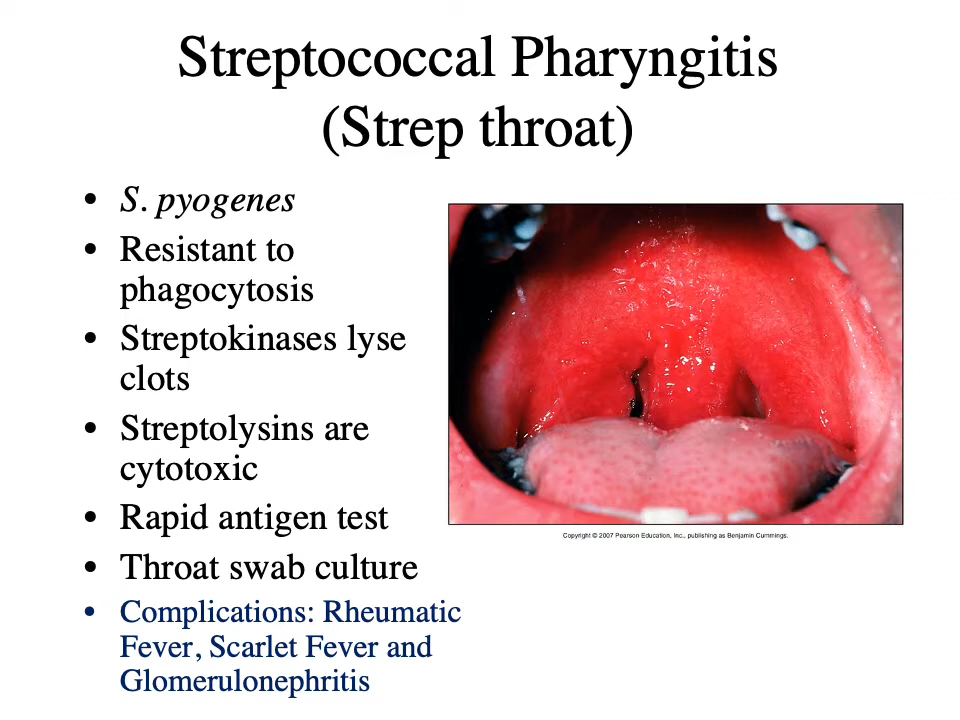 Streptococcal Pharyngitis
(Strep throat)
• S. pyogenes
• Resistant to
phagocytosis
• Streptokinases lyse
clots
• Streptolysins are
cytotoxic
• Rapid antigen test
• Throat swab culture
• Complications: Rheumatic
Fever, Scarlet Fever and
Glomerulonephritis
Copyright © 2007 Pearson Education, Inc., publishing as Benjamin Cummings.